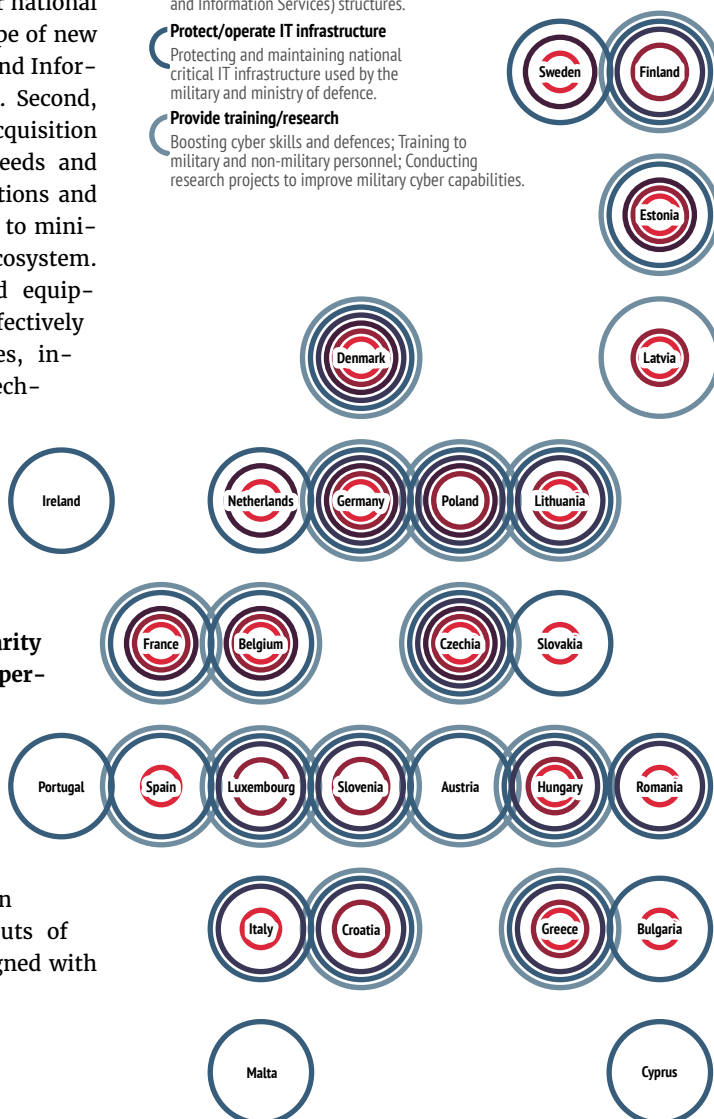 r national
pe of new
nd Infor-
. Second,
cquisition
eeds and
tions and
to mini-
cosystem.
d equip-
fectively
es, in-
ech-
arity
per-
n
uts of
gned with
and Information Services) structures.
Protect/operate IT infrastructure
Protecting and maintaining national
critical IT infrastructure used by the
military and ministry of defence.
Provide training/research
Boosting cyber skills and defences; Training to
military and non-military personnel; Conducting
research projects to improve military cyber capabilities.
Sweden
Finland
Estonia
Denmark
Latvia
Ireland
Netherlands
Germany
Poland
Lithuania
France
Belgium
Czechia
Slovakia
Portugal
Spain
Luxembourg
Slovenia
Austria
Hungary
Romania
Italy
Croatia
Greece
Bulgaria
Malta
Cyprus